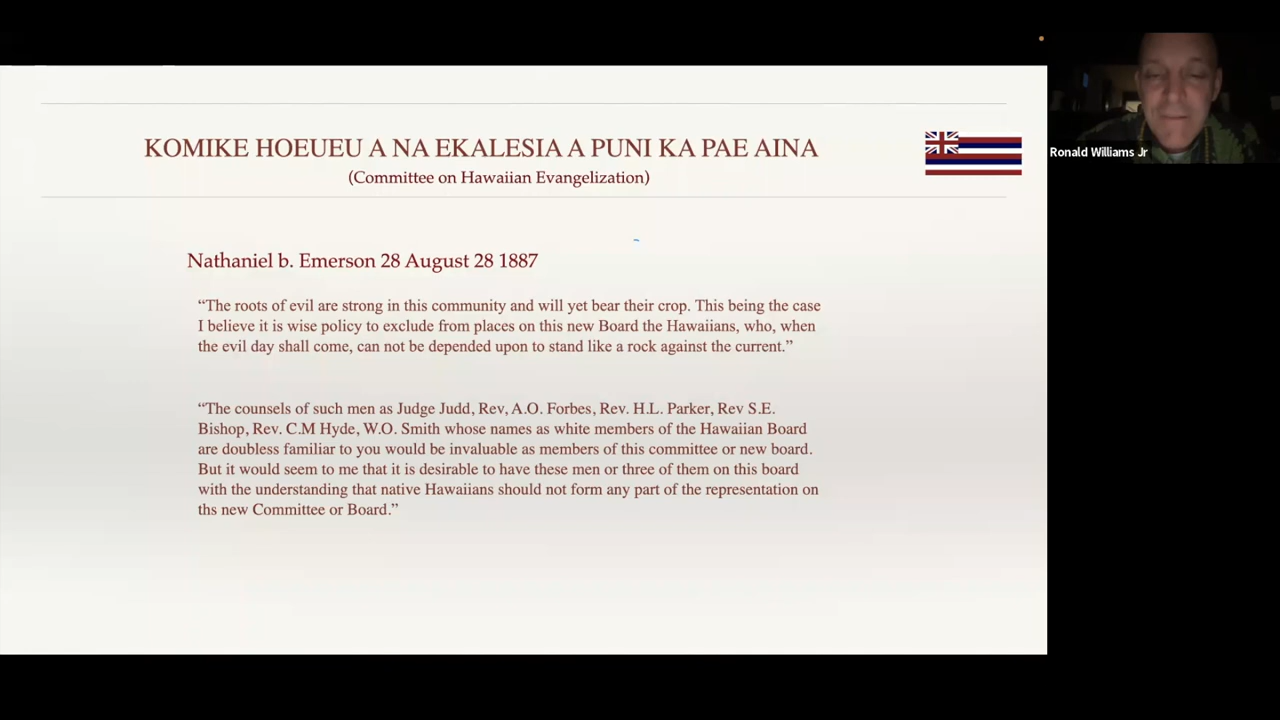 KOMIKE HOEUEU A NA EKALESIA A PUNI KA PAE AINA
(Committee on Hawaiian Evangelization)
Ronald Williams Jr
Nathaniel b. Emerson 28 August 28 1887
“The roots of evil are strong in this community and will yet bear their crop. This being the case
I believe it is wise policy to exclude from places on this new Board the Hawaiians, who, when
the evil day shall come, can not be depended upon to stand like a rock against the current.”
“The counsels of such men as Judge Judd, Rev, A.O. Forbes, Rev. H.L. Parker, Rev S.E.
Bishop, Rev. C.M Hyde, W.O. Smith whose names as white members of the Hawaiian Board
are doubless familiar to you would be invaluable as members of this committee or new board.
But it would seem to me that it is desirable to have these men or three of them on this board
with the understanding that native Hawaiians should not form any part of the representation on
ths new Committee or Board.”